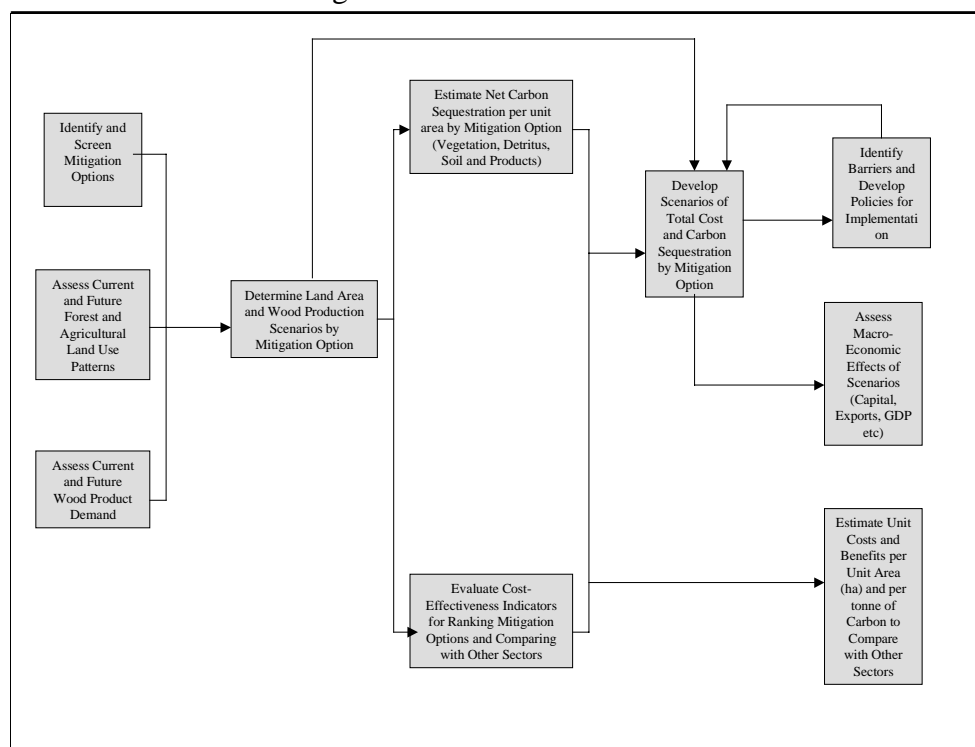 Identify and
Screen
Mitigation
Options
Assess Current
and Future
Forest and
Agricultural
Land Use
Patterns
Assess Current
and Future
Wood Product
Demand
Determine Land Area
and Wood Production
Scenarios by
Mitigation Option
Estimate Net Carbon
Sequestration per unit
area by Mitigation Option
(Vegetation, Detritus,
Soil and Products)
Evaluate Cost-
Effectiveness Indicators
for Ranking Mitigation
Options and Comparing
with Other Sectors
Develop
Scenarios of
Total Cost
and Carbon
Sequestration
by Mitigation
Option
Identify
Barriers and
Develop
Policies for
Implementati
on
Assess
Macro-
Economic
Effects of
Scenarios
(Capital,
Exports, GDP
etc)
Estimate Unit
Costs and
Benefits per
Unit Area
(ha) and per
tonne of
Carbon to
Compare
with Other
Sectors